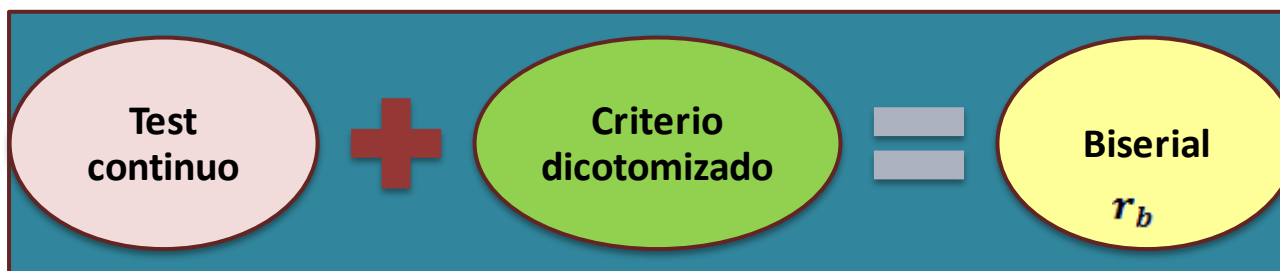 Test
continuo
Criterio
dicotomizado
Biserial
r_b